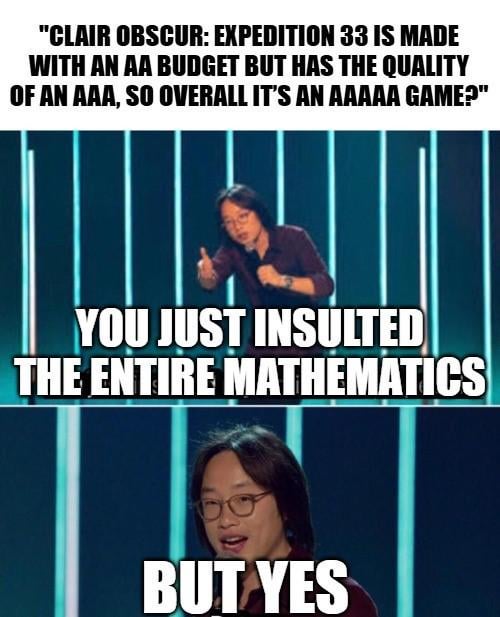 "CLAIR OBSCUR: EXPEDITION 33 IS MADE
WITH AN AA BUDGET BUT HAS THE QUALITY
OF AN AAA, SO OVERALL IT'S AN AAAAA GAME?"
YOU JUST INSULTED
THE ENTIRE MATHEMATICS
BUT YES